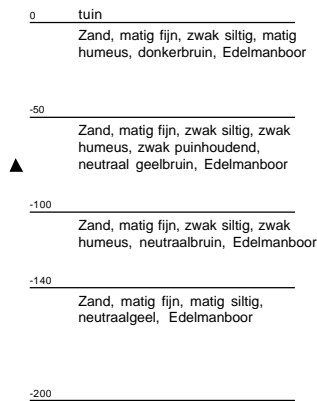 0 tuin
Zand, matig fijn, zwak siltig, matig
humeus, donkerbruin, Edelmanboor
-50
Zand, matig fijn, zwak siltig, zwak
humeus, zwak puinhoudend,
neutraal geelbruin, Edelmanboor
-100
Zand, matig fijn, zwak siltig, zwak
humeus, neutraalbruin, Edelmanboor
-140
Zand, matig fijn, matig siltig,
neutraalgeel, Edelmanboor
-200